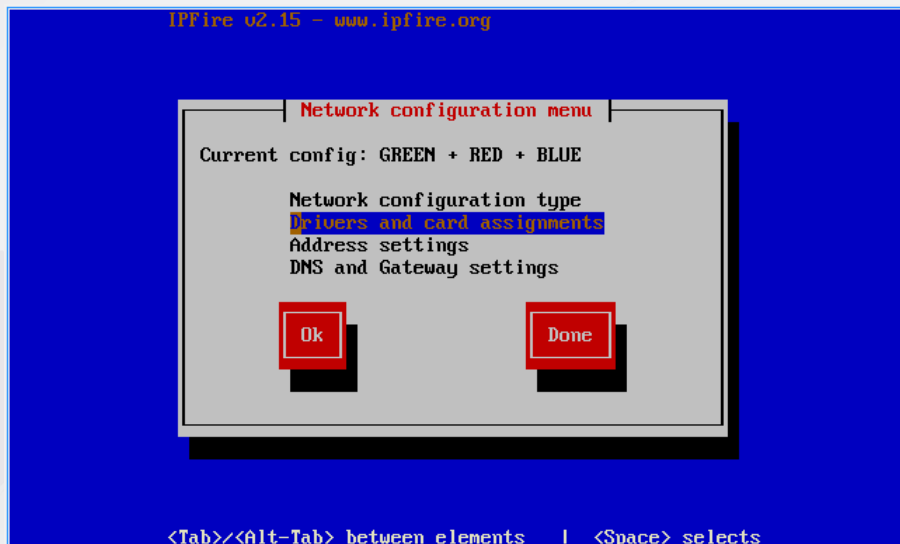 IPFire v2.15 - www.ipfire.org
Network configuration menu
Current config: GREEN + RED + BLUE
Network configuration type
Drivers and card assignments
Address settings
DNS and Gateway settings
Ok Done
<Tab>/<Alt-Tab> between elements | <Space> selects